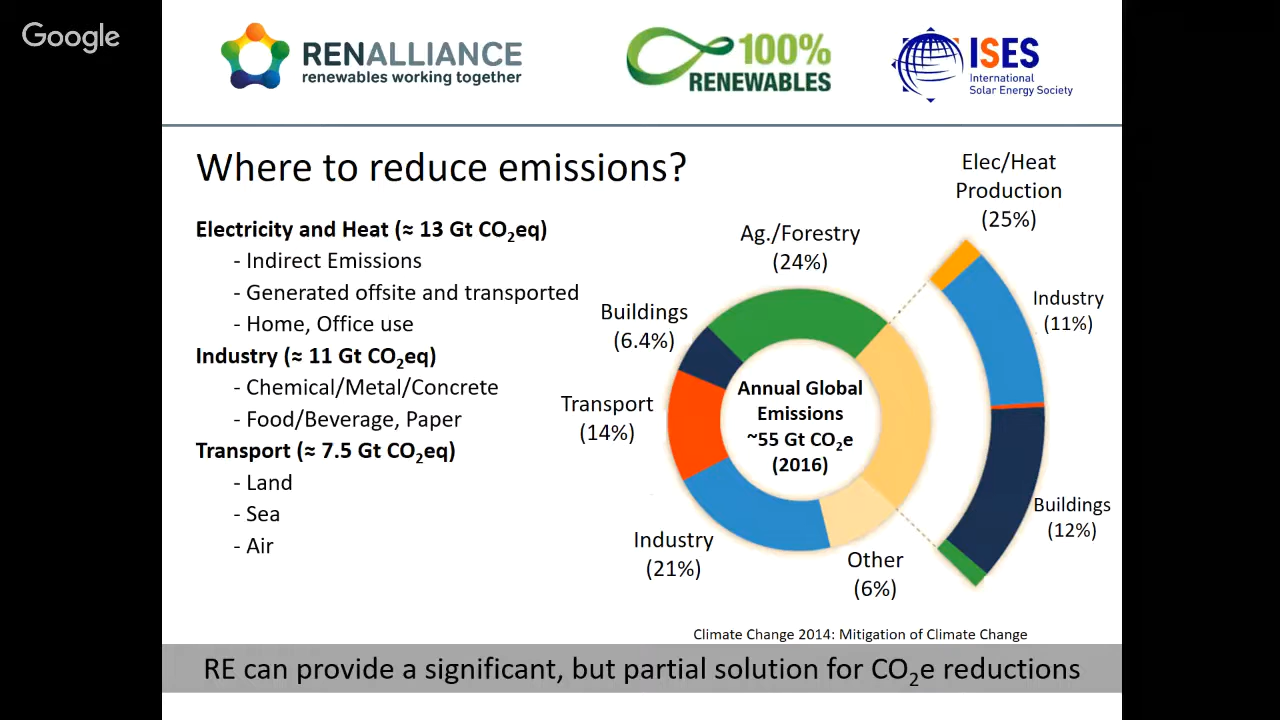 Google
RENALLIANCE
renewables working together
100%
RENEWABLES
ISES
International
Solar Energy Society
Where to reduce emissions?
Electricity and Heat (≈ 13 Gt CO₂eq)
- Indirect Emissions
- Generated offsite and transported
- Home, Office use
Industry (≈ 11 Gt CO₂eq)
- Chemical/Metal/Concrete
- Food/Beverage, Paper
Transport (≈ 7.5 Gt CO₂eq)
- Land
- Sea
- Air
Elec/Heat
Production
(25%)
Ag./Forestry
(24%)
Buildings
(6.4%)
Transport
(14%)
Industry
(21%)
Other
(6%)
Annual Global
Emissions
~55 Gt CO₂e
(2016)
Industry
(11%)
Buildings
(12%)
Climate Change 2014: Mitigation of Climate Change
RE can provide a significant, but partial solution for CO₂e reductions